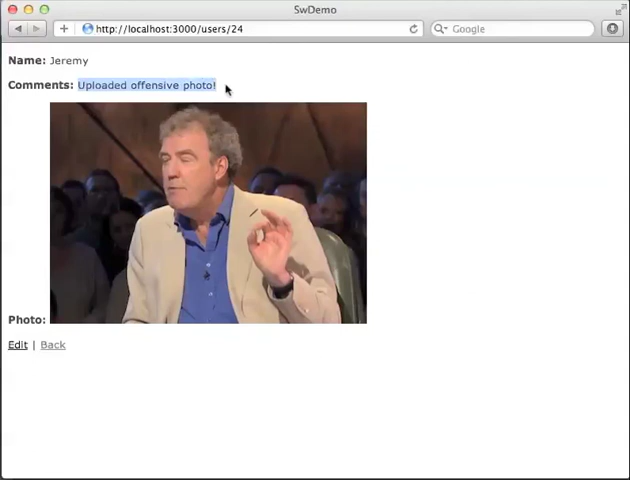 SwDemo
http://localhost:3000/users/24
Google
Name: Jeremy
Comments: Uploaded offensive photo!
Photo:
Edit | Back